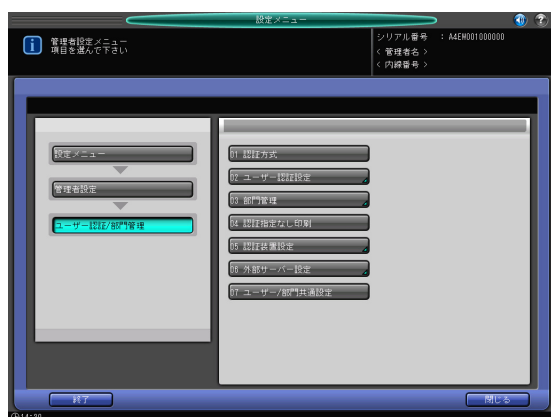 設定メニュー
管理者設定メニュー
項目を選んで下さい
シリアル番号 : A4EW001000000
< 管理者名 >
< 内線番号 >
設定メニュー
管理者設定
ユーザー認証/部門管理
01 認証方式
02 ユーザー認証設定
03 部門管理
04 認証指定なし印刷
05 認証装置設定
06 外部サーバー設定
07 ユーザー/部門共通設定
終了
閉じる
14:30